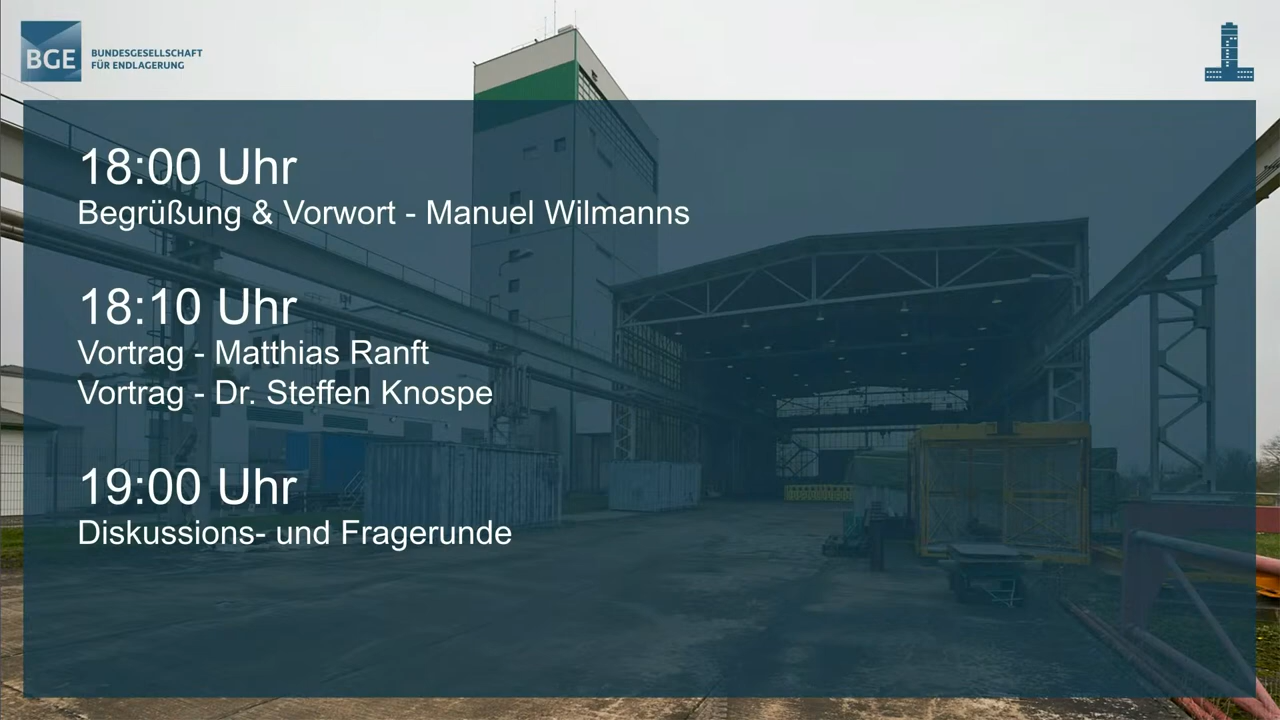 BGE
BUNDESGESELLSCHAFT
FÜR ENDLAGERUNG
18:00 Uhr
Begrüßung & Vorwort - Manuel Wilmanns
18:10 Uhr
Vortrag - Matthias Ranft
Vortrag - Dr. Steffen Knospe
19:00 Uhr
Diskussions- und Fragerunde